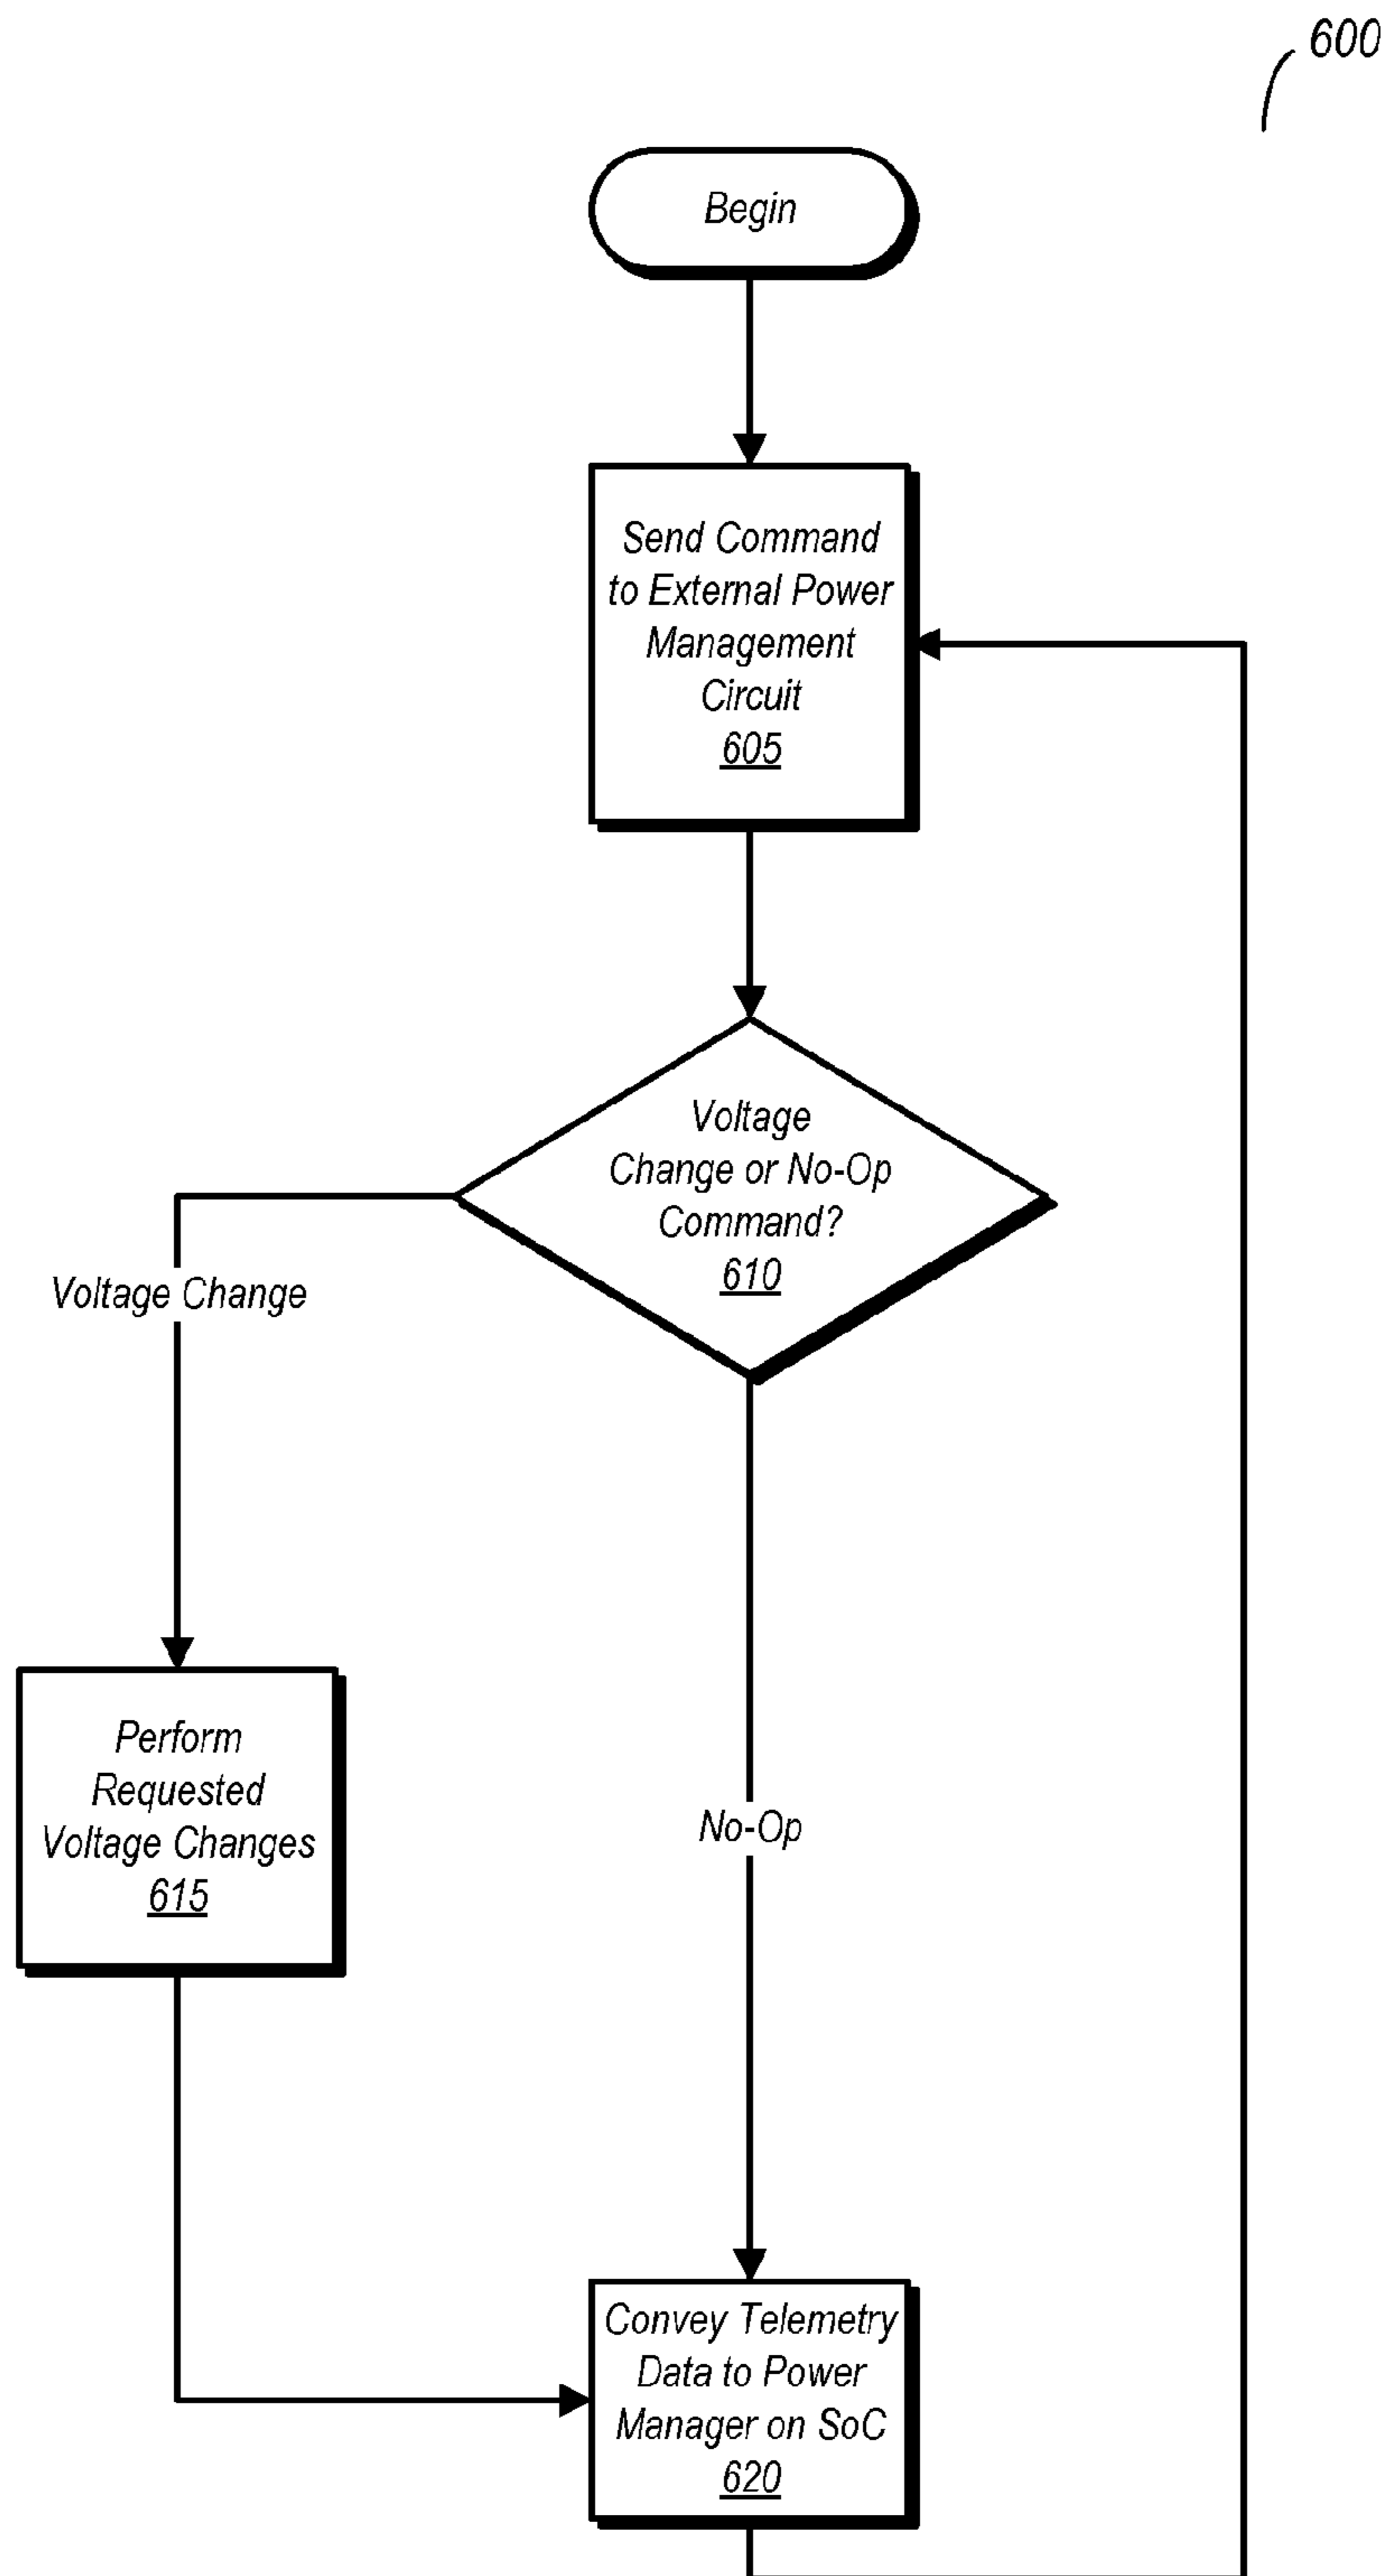 600
Begin
Send Command
to External Power
Management
Circuit
605
Voltage
Change or No-Op
Command?
610
Voltage Change
Perform
Requested
Voltage Changes
615
No-Op
Convey Telemetry
Data to Power
Manager on SoC
620